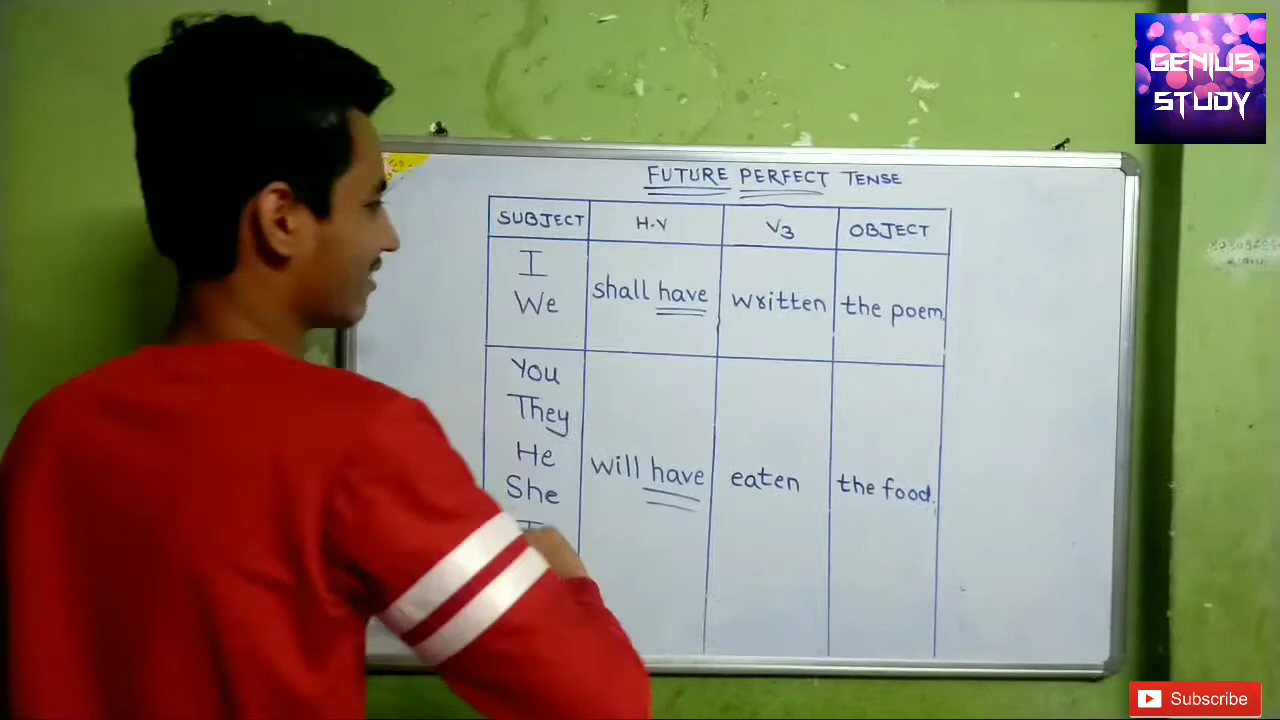 GENIUS
STUDY
FUTURE PERFECT TENSE
SUBJECT H.V V3 OBJECT
I
We
shall have written the poem.
You
They
He
She
will have eaten the food.
Subscribe